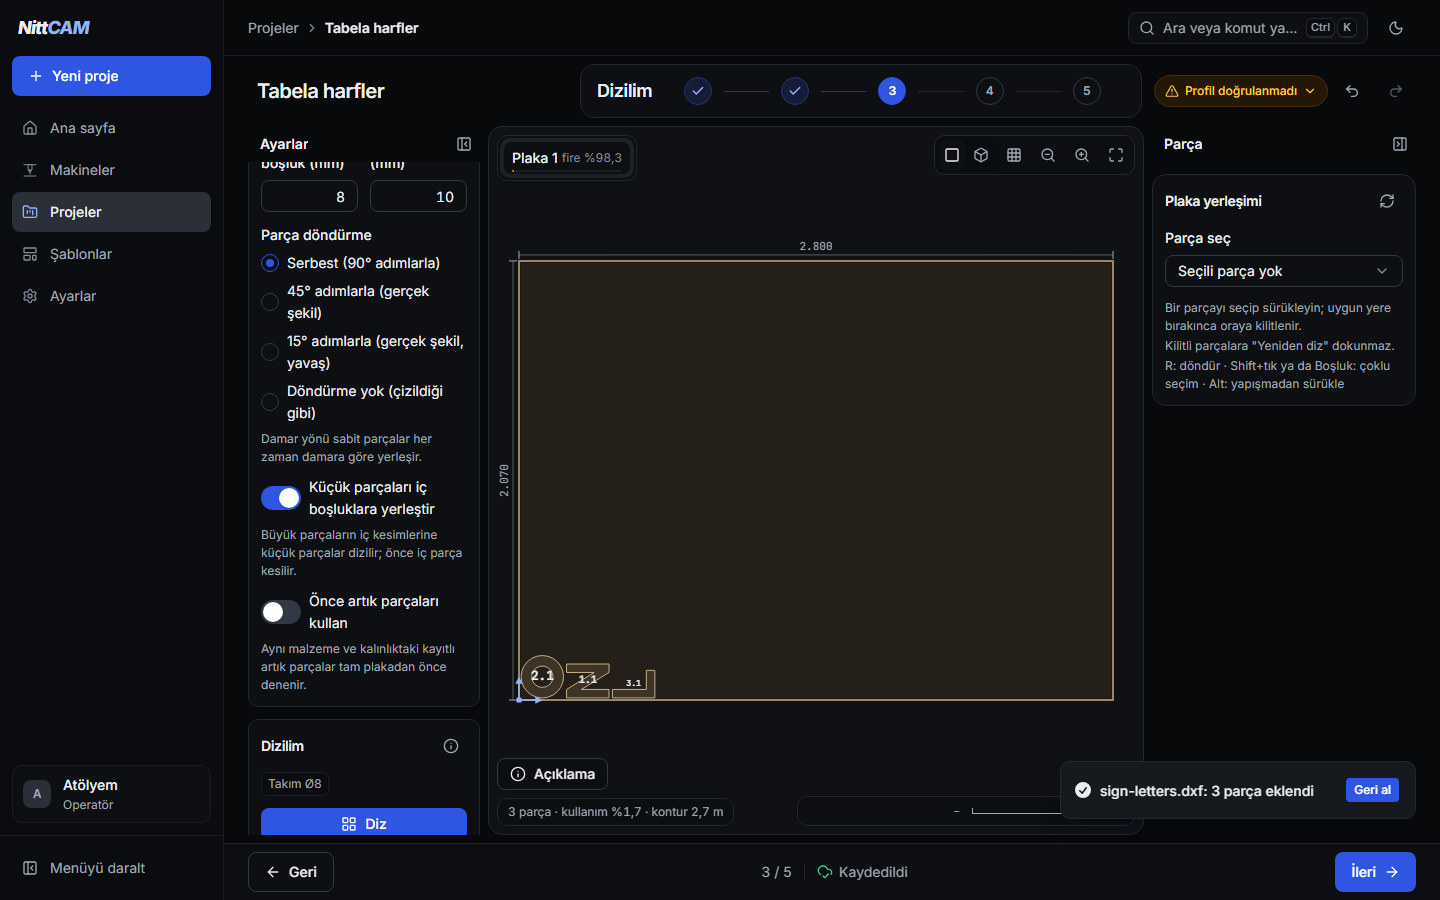 NittCAM
Projeler > Tabela harfler
Ara veya komut ya... Ctrl K
Yeni proje
Ana sayfa
Makineler
Projeler
Şablonlar
Ayarlar
Atölyem
A
Operatör
Menüyü daralt
Tabela harfler
Dizilim
3
4
5
Profil doğrulanmadı
Ayarlar
boşluk (mm)
(mm)
8
10
Parça döndürme
Serbest (90° adımlarla)
45° adımlarla (gerçek
şekil)
15° adımlarla (gerçek şekil,
yavaş)
Döndürme yok (çizildiği
gibi)
Damar yönü sabit parçalar her
zaman damara göre yerleşir.
Küçük parçaları iç
boşluklara yerleştir
Büyük parçaların iç kesimlerine
küçük parçalar dizilir; önce iç parça
kesilir.
Önce artık parçaları
kullan
Aynı malzeme ve kalınlıktaki kayıtlı
artık parçalar tam plakadan önce
denenir.
Dizilim
Takım Ø8
Diz
Plaka 1 fire %98,3
2.800
2.070
2.1
1.1
3.1
Açıklama
3 parça · kullanım %1,7 · kontur 2,7 m
–
Parça
Plaka yerleşimi
Parça seç
Seçili parça yok
Bir parçayı seçip sürükleyin; uygun yere
bırakınca oraya kilitlenir.
Kilitli parçalara "Yeniden diz" dokunmaz.
R: döndür · Shift+tık ya da Boşluk: çoklu
seçim · Alt: yapışmadan sürükle
sign-letters.dxf: 3 parça eklendi
Geri al
Geri
3 / 5
Kaydedildi
İleri